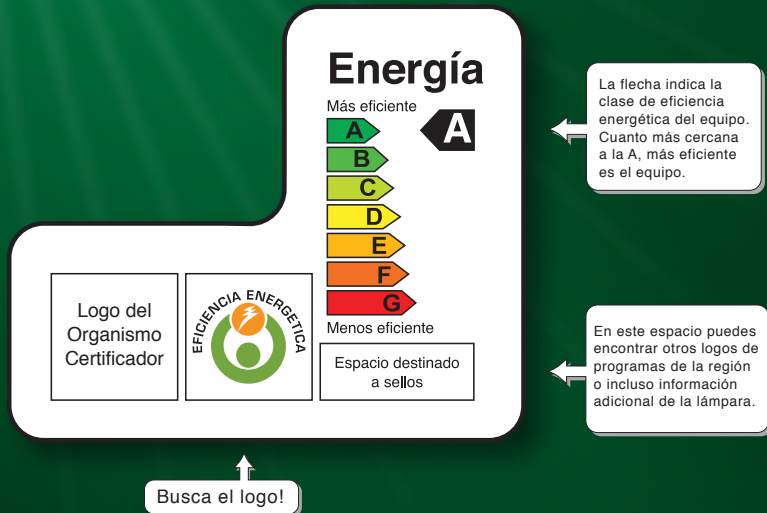 Energía
Más eficiente
A
A
B
C
D
E
F
G
Menos eficiente
Logo del
Organismo
Certificador
EFICIENCIA ENERGETICA
Espacio destinado
a sellos
La flecha indica la
clase de eficiencia
energética del equipo.
Cuanto más cercana
a la A, más eficiente
es el equipo.
En este espacio puedes
encontrar otros logos de
programas de la región
o incluso información
adicional de la lámpara.
Busca el logo!